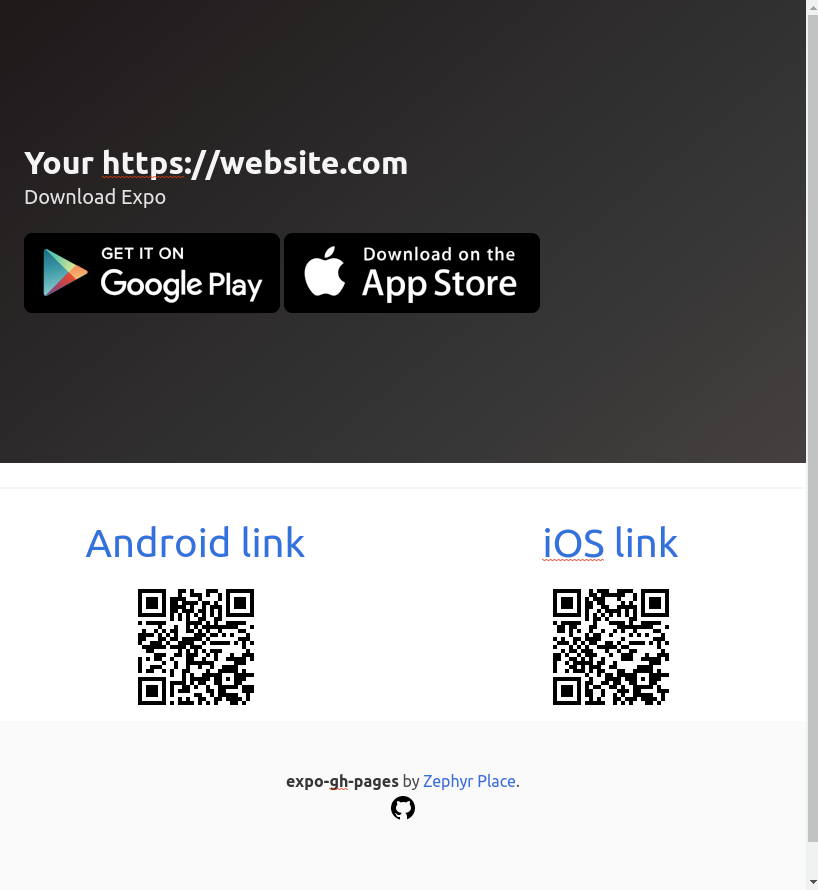 Your https://website.com
Download Expo
GET IT ON
Google Play
Download on the
App Store
Android link
iOS link
expo-gh-pages by Zephyr Place.